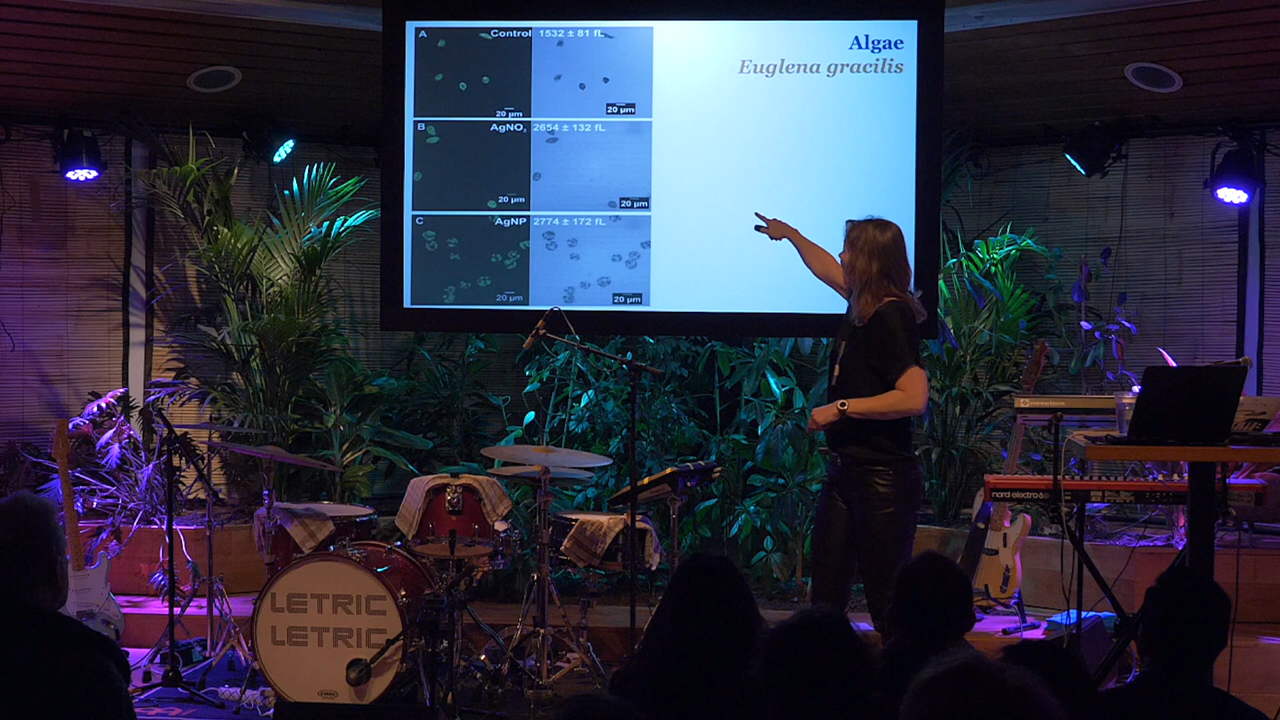 Algae
Euglena gracilis
A Control 1532 ± 81 fL
20 µm 20 µm
B AgNO₃ 2654 ± 132 fL
20 µm 20 µm
C AgNP 2774 ± 172 fL
20 µm 20 µm
nord electro 6
LETRIC
LETRIC